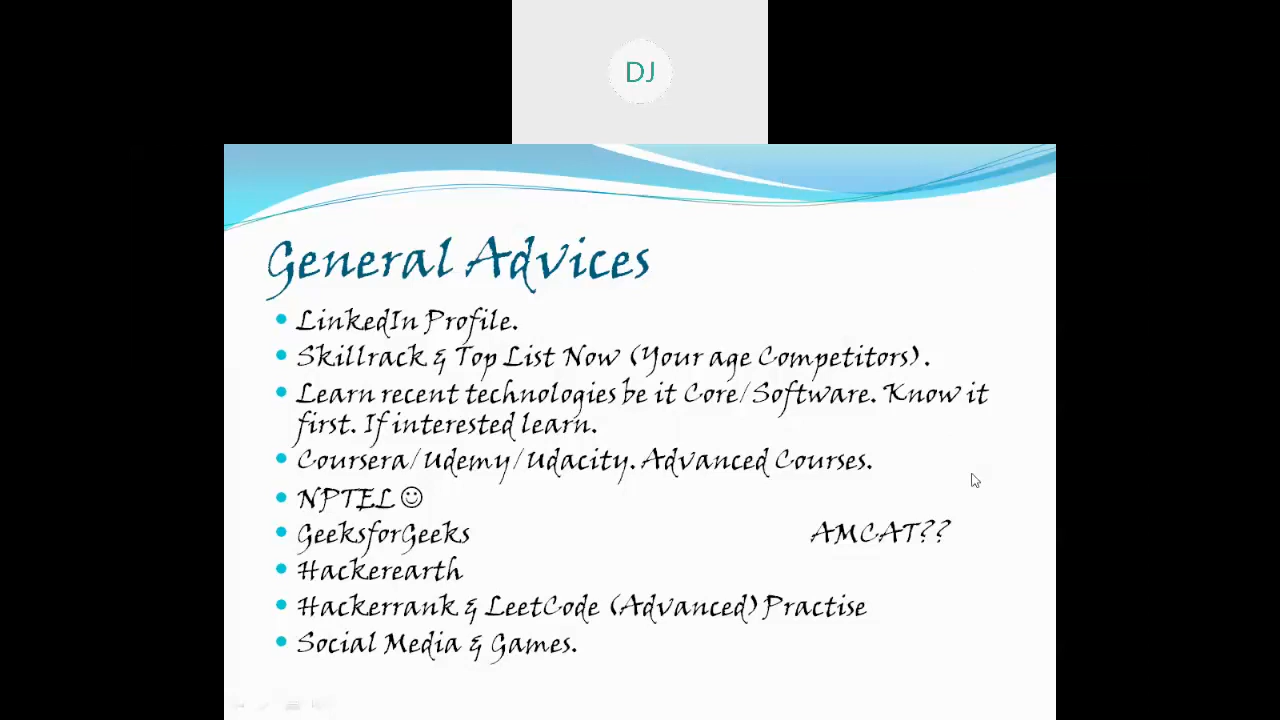 DJ
General Advices
LinkedIn Profile.
Skillrack & Top List Now (Your age Competitors).
Learn recent technologies be it Core/Software. Know it
first. If interested learn.
Coursera/Udemy/Udacity. Advanced Courses.
NPTEL☺
GeeksforGeeks AMCAT??
Hackerearth
Hackerrank & LeetCode (Advanced) Practise
Social Media & Games.